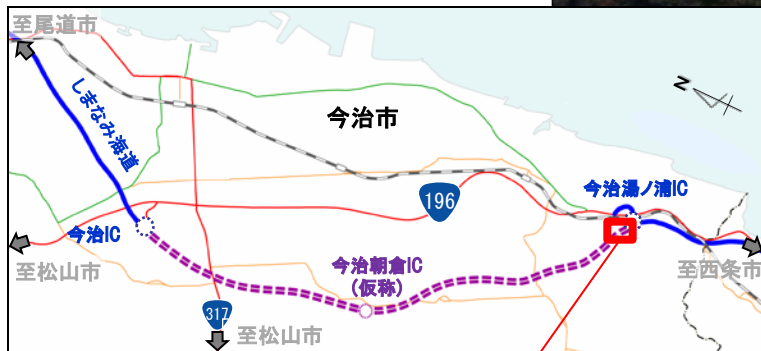 至尾道市
しまなみ海道
今治市
N
今治湯ノ浦IC
196
今治IC
至松山市
今治朝倉IC
(仮称)
至西条市
317
至松山市